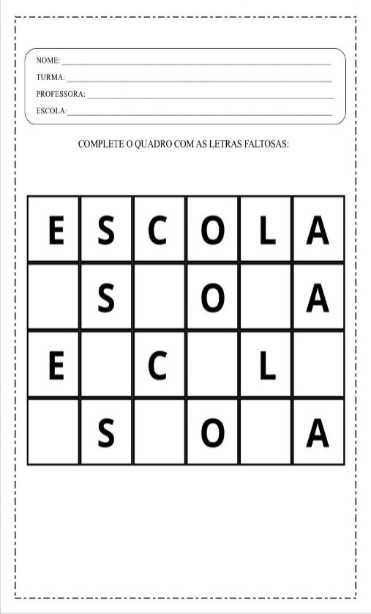 NOME:
TURMA:
PROFESSORA:
ESCOLA:
COMPLETE O QUADRO COM AS LETRAS FALTOSAS:
E S C O L A
S O A
E C L
S O A